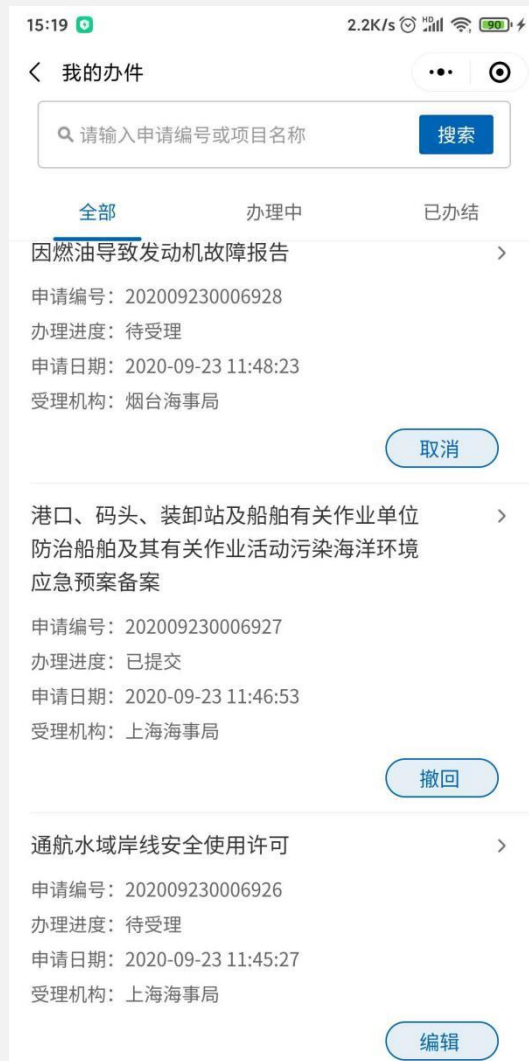 15:19
2.2K/s
HD
90
我的办件
请输入申请编号或项目名称
搜索
全部
办理中
已办结
因燃油导致发动机故障报告
申请编号：202009230006928
办理进度：待受理
申请日期：2020-09-23 11:48:23
受理机构：烟台海事局
取消
港口、码头、装卸站及船舶有关作业单位
防治船舶及其有关作业活动污染海洋环境
应急预案备案
申请编号：202009230006927
办理进度：已提交
申请日期：2020-09-23 11:46:53
受理机构：上海海事局
撤回
通航水域岸线安全使用许可
申请编号：202009230006926
办理进度：待受理
申请日期：2020-09-23 11:45:27
受理机构：上海海事局
编辑